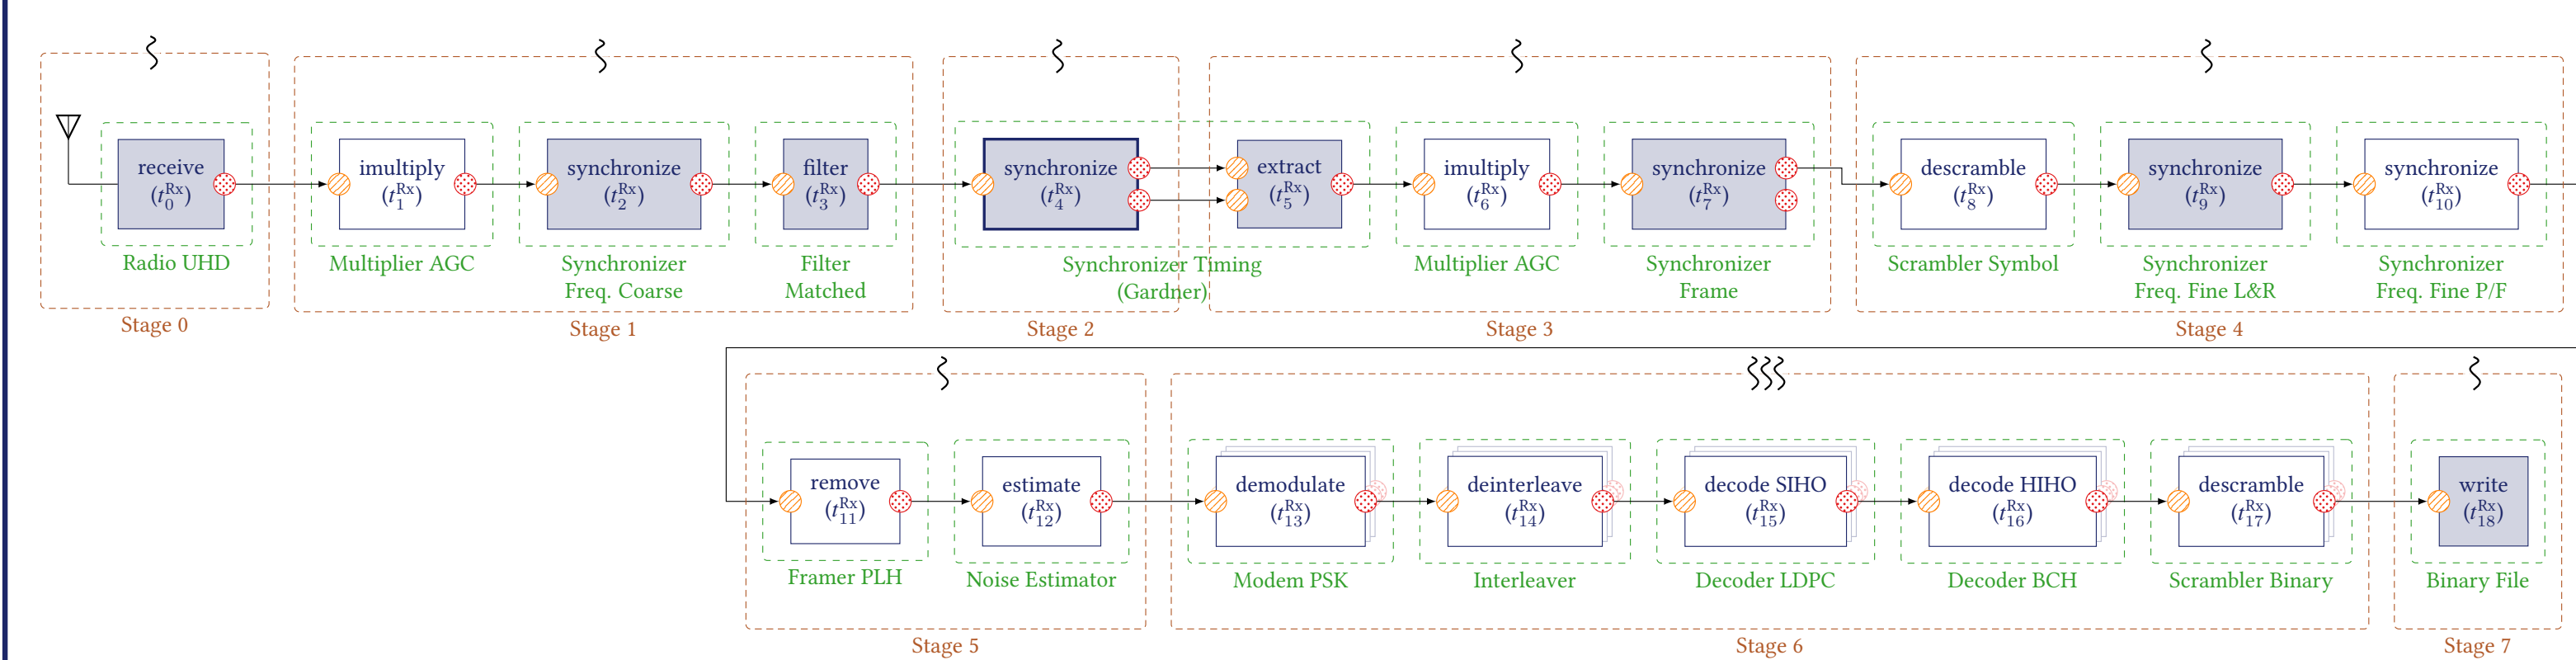 receive
(t₀ᴿˣ)
Radio UHD
Stage 0
imultiply
(t₁ᴿˣ)
Multiplier AGC
synchronize
(t₂ᴿˣ)
Synchronizer
Freq. Coarse
filter
(t₃ᴿˣ)
Filter
Matched
Stage 1
synchronize
(t₄ᴿˣ)
extract
(t₅ᴿˣ)
Synchronizer Timing
(Gardner)
Stage 2
imultiply
(t₆ᴿˣ)
Multiplier AGC
synchronize
(t₇ᴿˣ)
Synchronizer
Frame
Stage 3
descramble
(t₈ᴿˣ)
Scrambler Symbol
synchronize
(t₉ᴿˣ)
Synchronizer
Freq. Fine L&R
synchronize
(t₁₀ᴿˣ)
Synchronizer
Freq. Fine P/F
Stage 4
remove
(t₁₁ᴿˣ)
Framer PLH
estimate
(t₁₂ᴿˣ)
Noise Estimator
Stage 5
demodulate
(t₁₃ᴿˣ)
Modem PSK
deinterleave
(t₁₄ᴿˣ)
Interleaver
decode SIHO
(t₁₅ᴿˣ)
Decoder LDPC
decode HIHO
(t₁₆ᴿˣ)
Decoder BCH
descramble
(t₁₇ᴿˣ)
Scrambler Binary
Stage 6
write
(t₁₈ᴿˣ)
Binary File
Stage 7